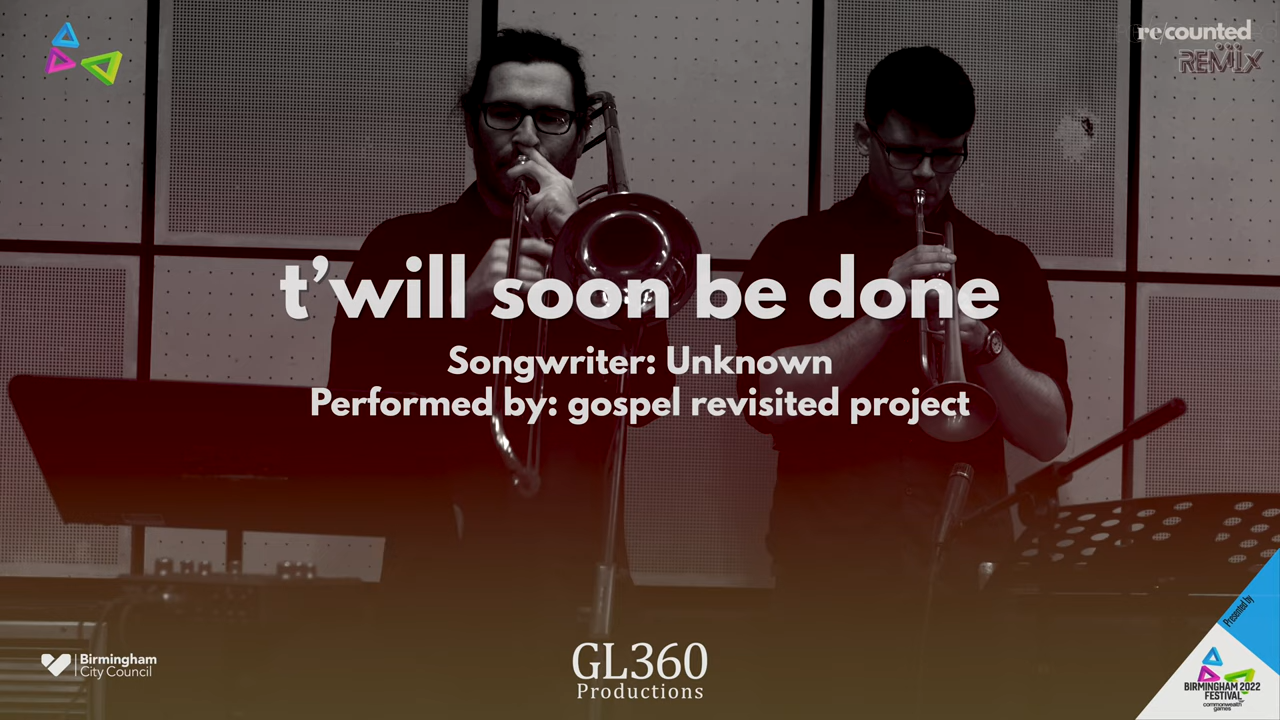 re/counted
REMIX
t’will soon be done
Songwriter: Unknown
Performed by: gospel revisited project
Presented by
Birmingham
City Council
GL360
Productions
BIRMINGHAM 2022
FESTIVAL
commonwealth
games